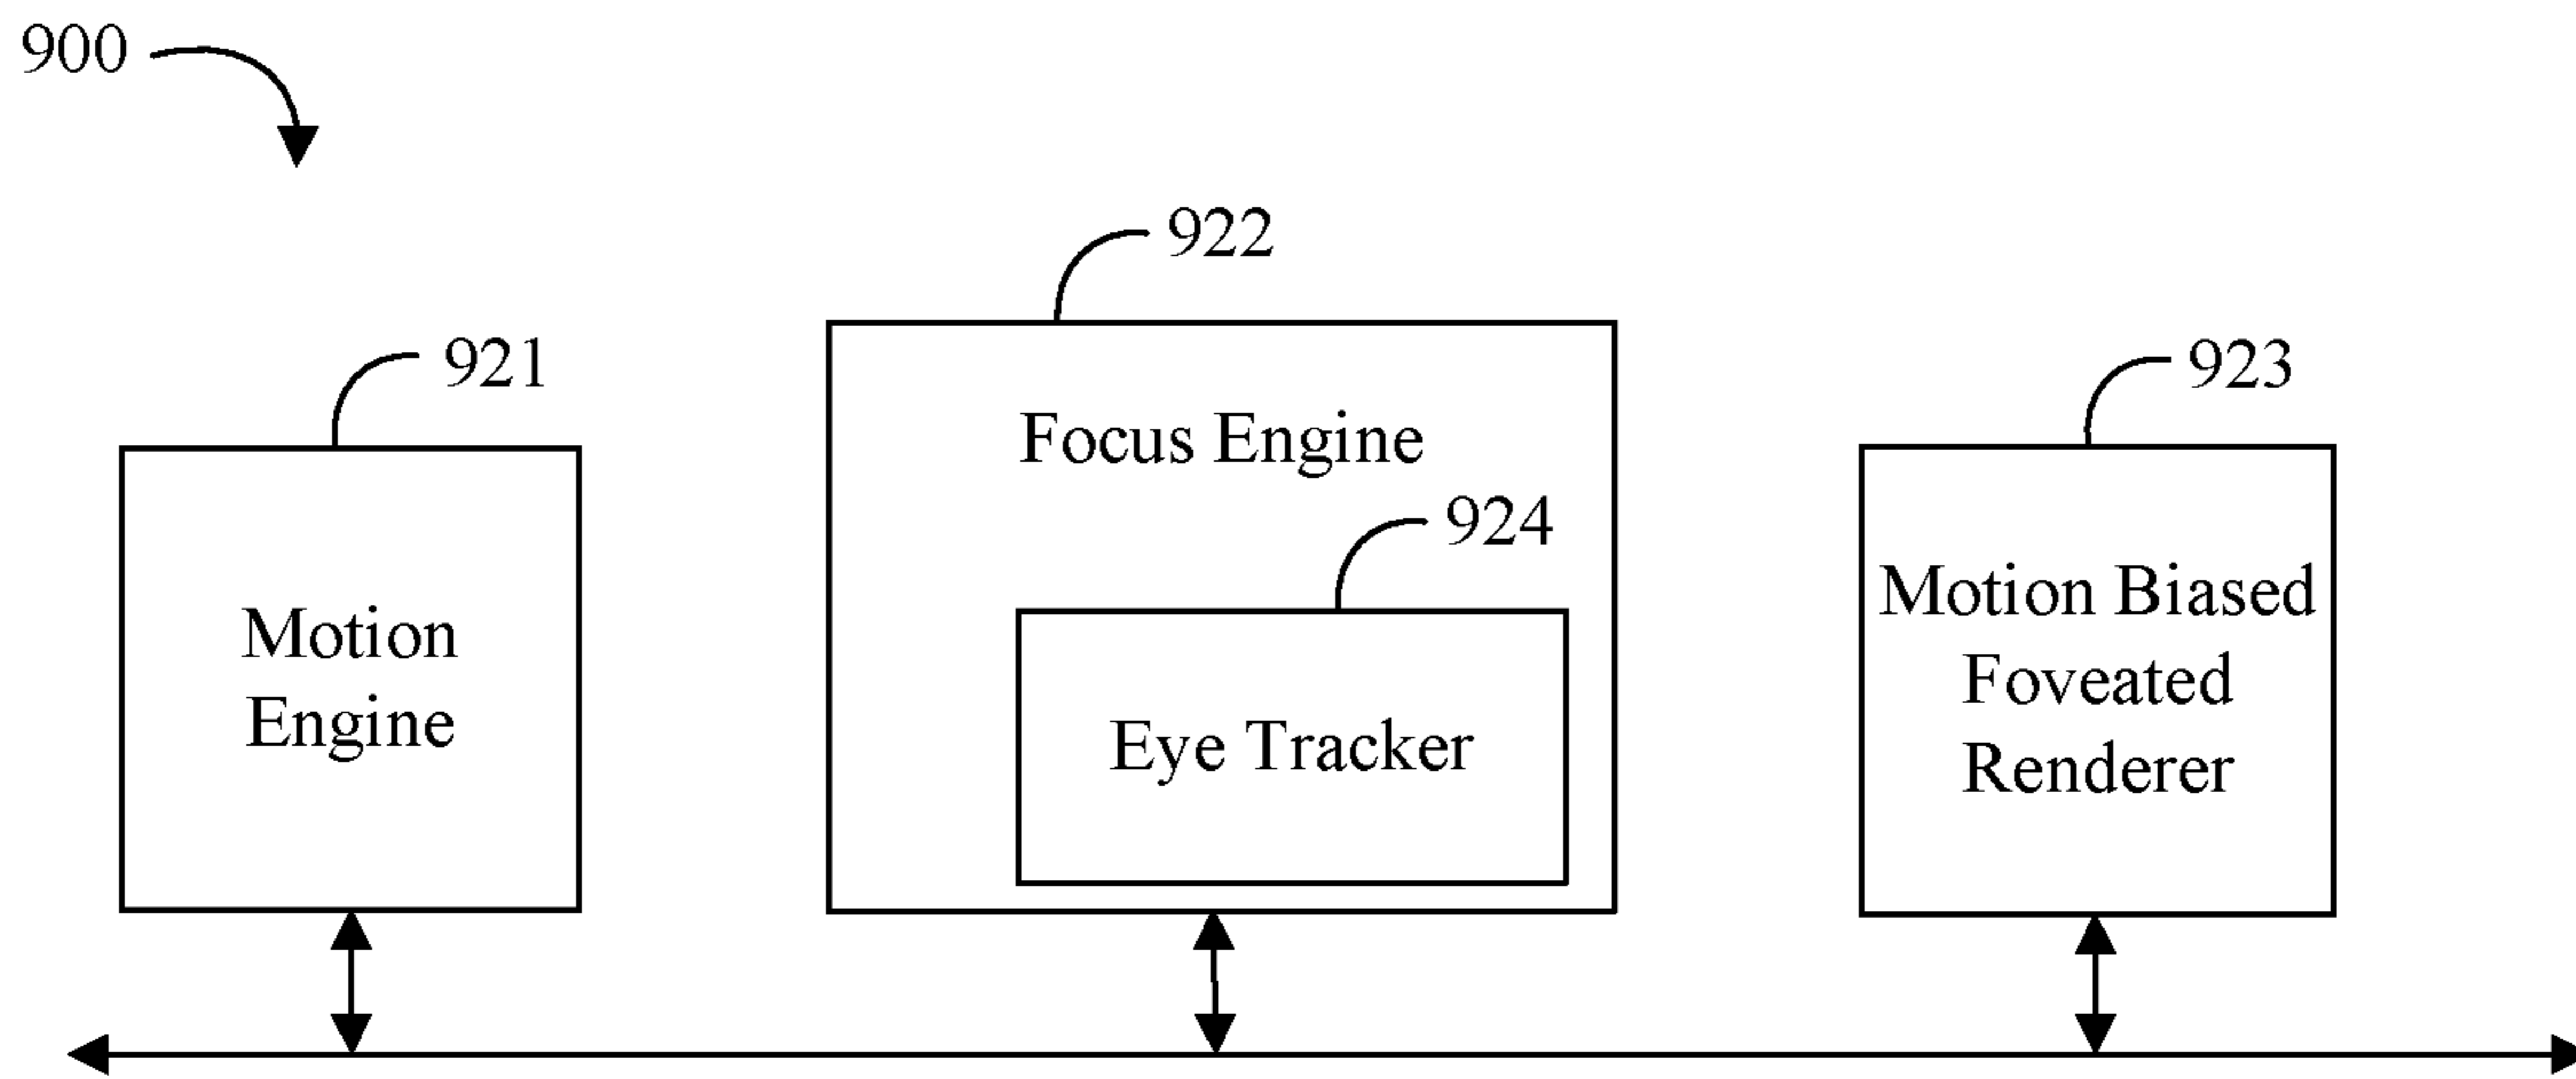 900
922
921
923
Focus Engine
924
Motion
Engine
Eye Tracker
Motion Biased
Foveated
Renderer